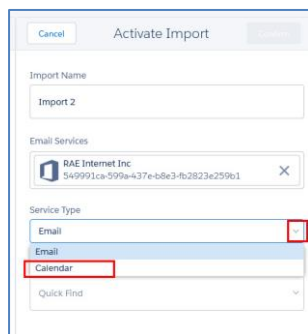 Cancel
Activate Import
Confirm
Import Name
Import 2
Email Services
RAE Internet Inc
549991ca-599a-437e-b8e3-fb2823e259b1
Service Type
Email
Email
Calendar
Quick Find